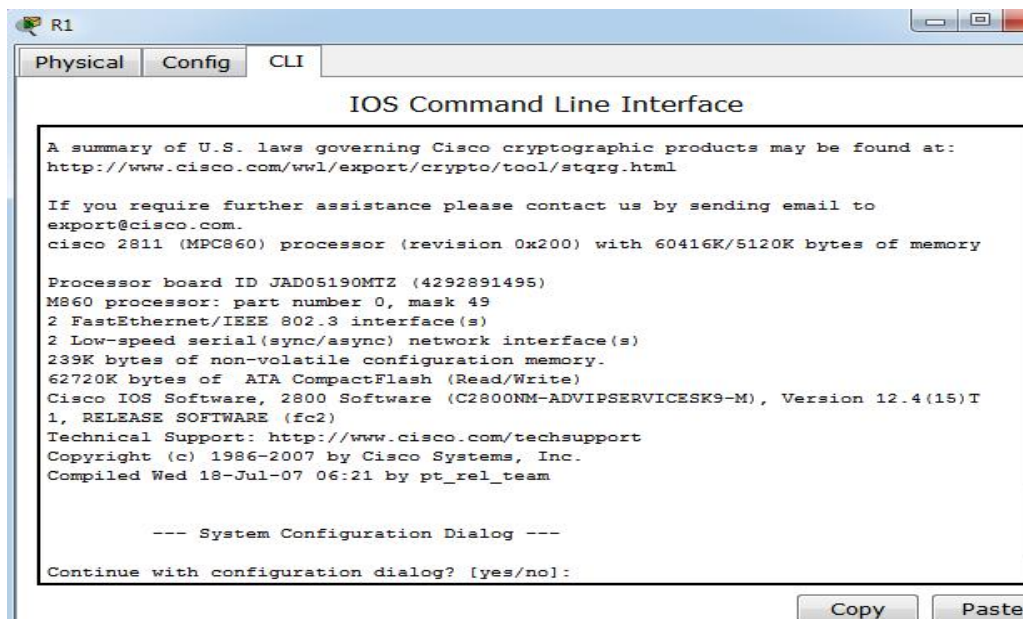 R1
Physical Config CLI
IOS Command Line Interface
A summary of U.S. laws governing Cisco cryptographic products may be found at:
http://www.cisco.com/wwl/export/crypto/tool/stqrg.html
If you require further assistance please contact us by sending email to
export@cisco.com.
cisco 2811 (MPC860) processor (revision 0x200) with 60416K/5120K bytes of memory
Processor board ID JAD05190MTZ (4292891495)
M860 processor: part number 0, mask 49
2 FastEthernet/IEEE 802.3 interface(s)
2 Low-speed serial(sync/async) network interface(s)
239K bytes of non-volatile configuration memory.
62720K bytes of ATA CompactFlash (Read/Write)
Cisco IOS Software, 2800 Software (C2800NM-ADVIPSERVICESK9-M), Version 12.4(15)T
1, RELEASE SOFTWARE (fc2)
Technical Support: http://www.cisco.com/techsupport
Copyright (c) 1986-2007 by Cisco Systems, Inc.
Compiled Wed 18-Jul-07 06:21 by pt_rel_team
--- System Configuration Dialog ---
Continue with configuration dialog? [yes/no]:
Copy Paste